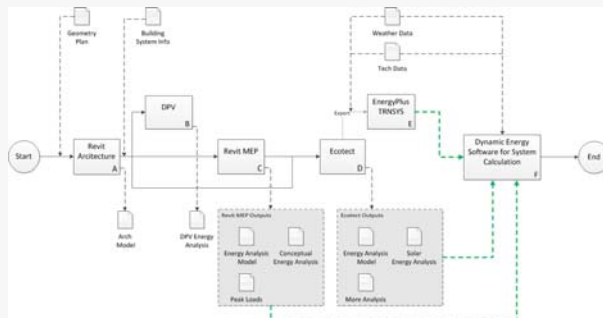 Geometry
Plan
Building
System Info
Weather Data
Tech Data
DPV
B
Export
EnergyPlus
TRNSYS
E
Start
Revit
Arcitecture
A
Revit MEP
C
Ecotect
D
Dynamic Energy
Software for System
Calculation
F
End
Arch
Model
DPV Energy
Analysis
Revit MEP Outputs
Energy Analysis
Model
Conceptual
Energy Analysis
Peak Loads
Ecotect Outputs
Energy Analysis
Model
Solar
Energy Analysis
More Analysis